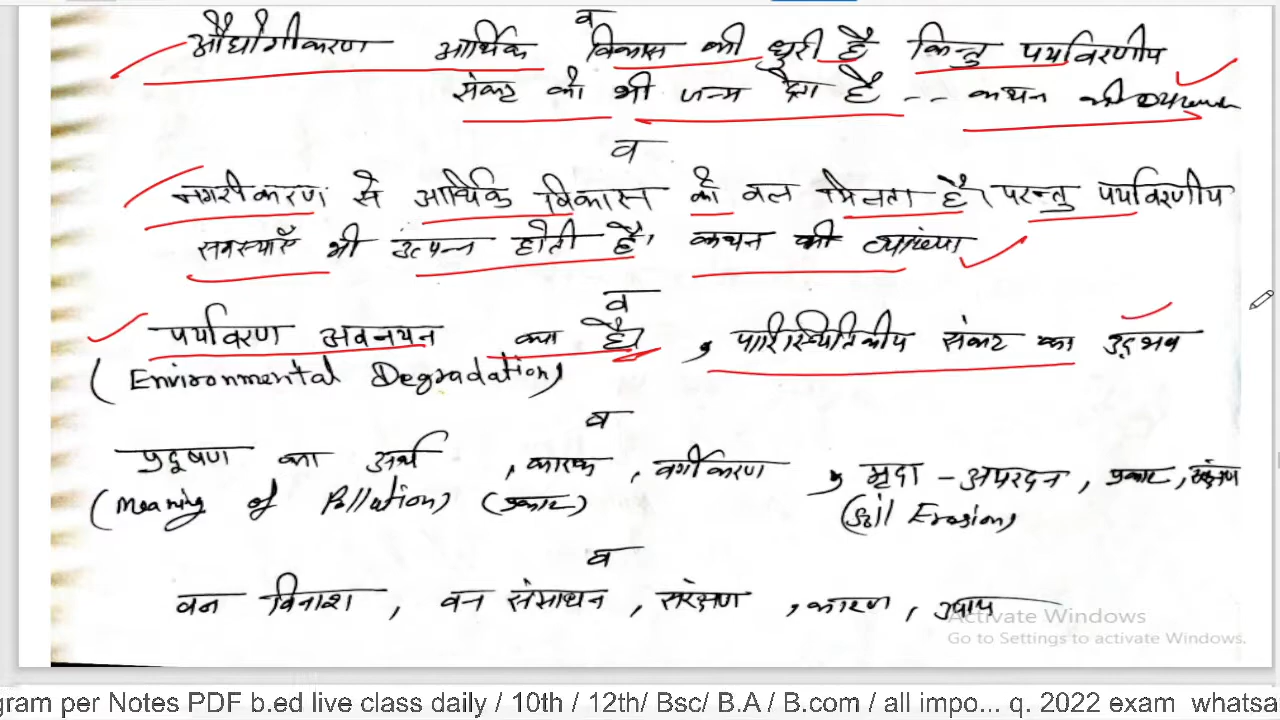 व
औद्योगीकरण आर्थिक विकास की धुरी है किन्तु पर्यावरणीय
संकट को भी जन्म देता है -- कथन की
व
नगरीकरण से आर्थिक विकास को बल मिलता है। परन्तु पर्यावरणीय
समस्याएँ भी उत्पन्न होती है। कथन की व्याख्या
व
पर्यावरण अवनयन क्या है। , पारिस्थितिकीय संकट का उद्भव
(Environmental Degradation)
व
प्रदूषण का अर्थ , कारक , वर्गीकरण , मृदा - अपरदन , प्रकार , संरक्षण
(Meaning of Pollution) (प्रकार) (Soil Erosion)
व
वन विनाश , वन संसाधन , संरक्षण , कारण , उपाय
Activate Windows
Go to Settings to activate Windows.
gram per Notes PDF b.ed live class daily / 10th / 12th/ Bsc/ B.A / B.com / all impo... q. 2022 exam whatsa